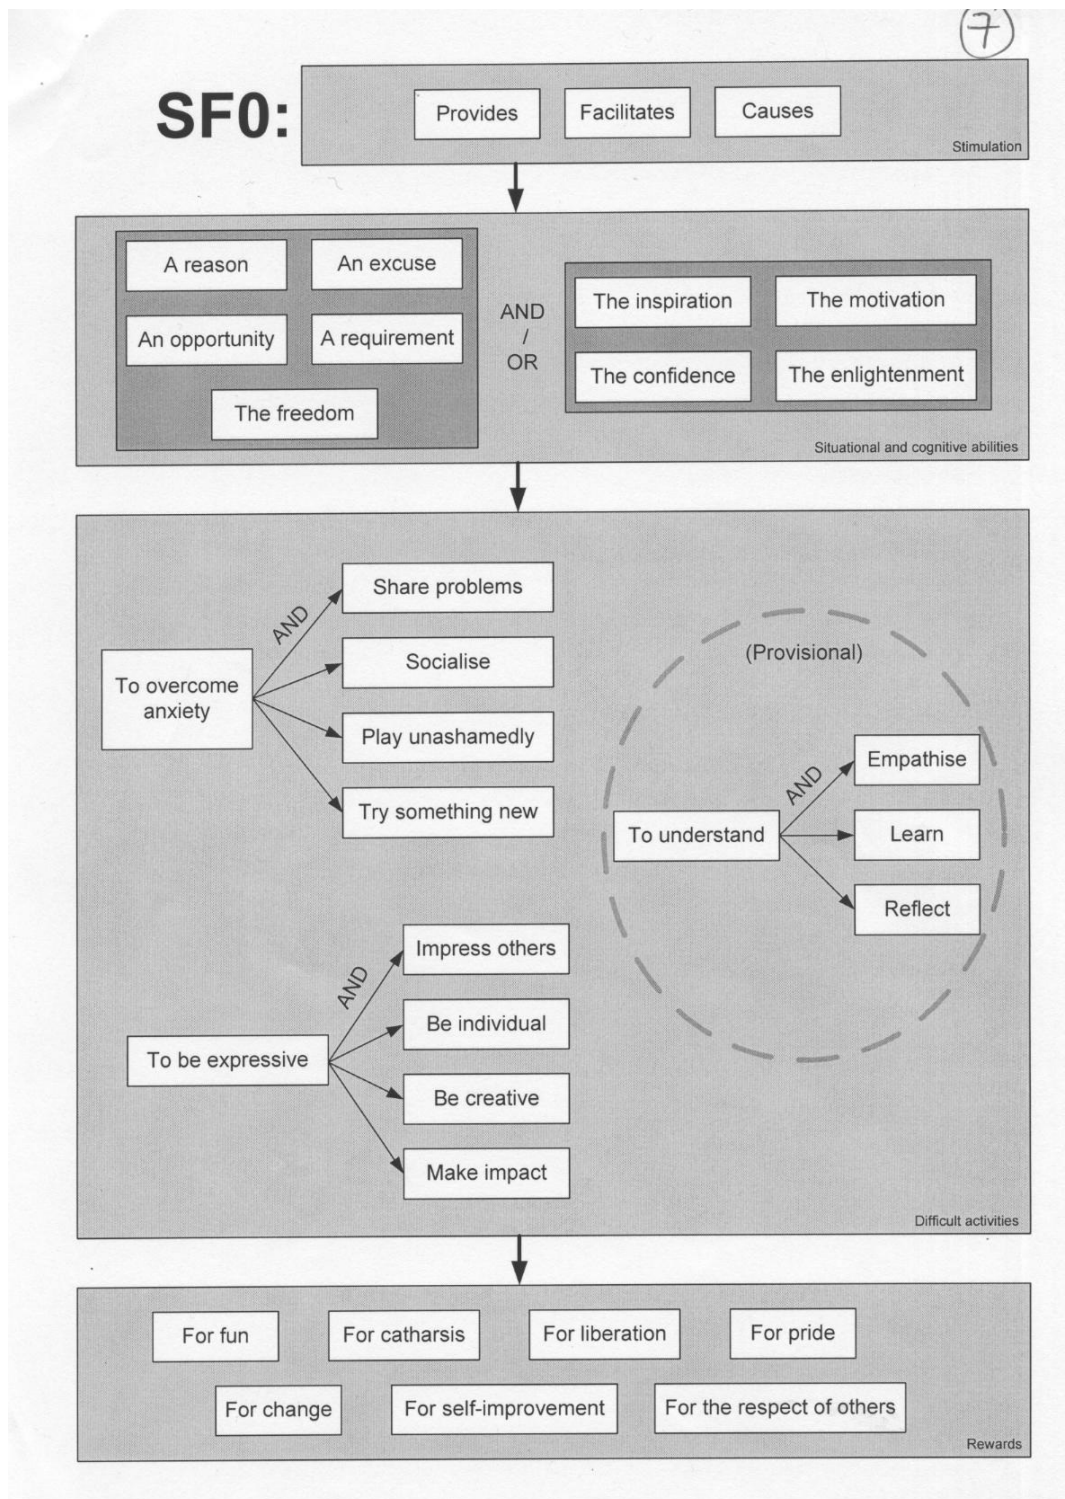 7
SF0:
Provides
Facilitates
Causes
Stimulation
A reason
An excuse
An opportunity
A requirement
The freedom
AND
/
OR
The inspiration
The motivation
The confidence
The enlightenment
Situational and cognitive abilities
To overcome
anxiety
AND
Share problems
Socialise
Play unashamedly
Try something new
(Provisional)
To understand
AND
Empathise
Learn
Reflect
To be expressive
AND
Impress others
Be individual
Be creative
Make impact
Difficult activities
For fun
For catharsis
For liberation
For pride
For change
For self-improvement
For the respect of others
Rewards